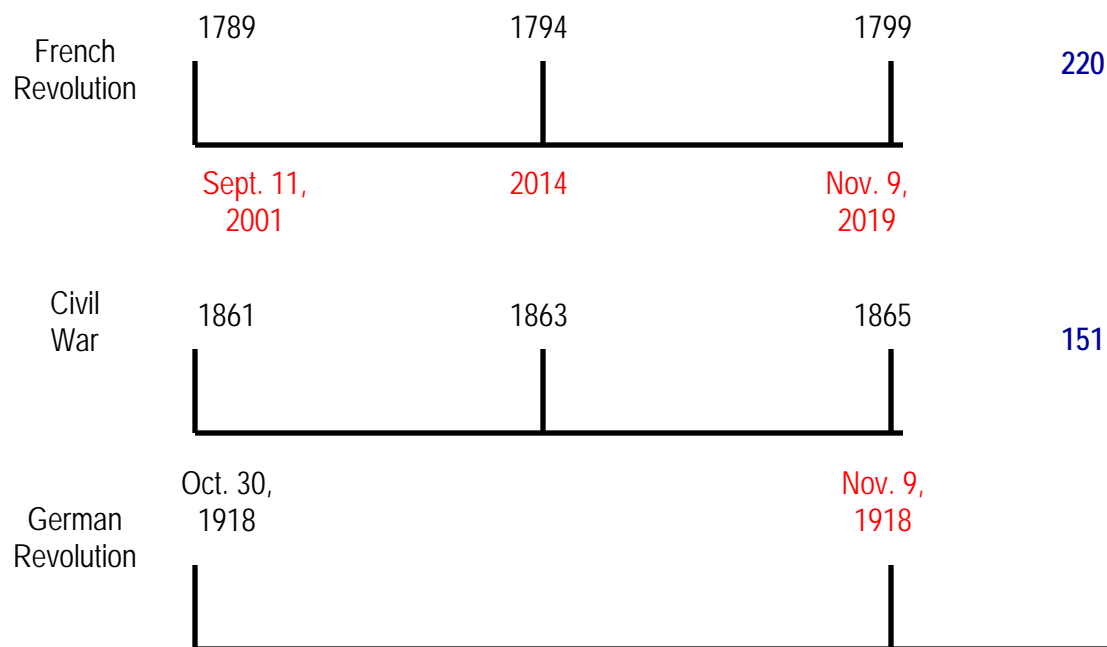 French
Revolution
1789 1794 1799
220
Sept. 11,
2001
2014
Nov. 9,
2019
Civil
War
1861 1863 1865
151
Oct. 30,
1918
Nov. 9,
1918
German
Revolution